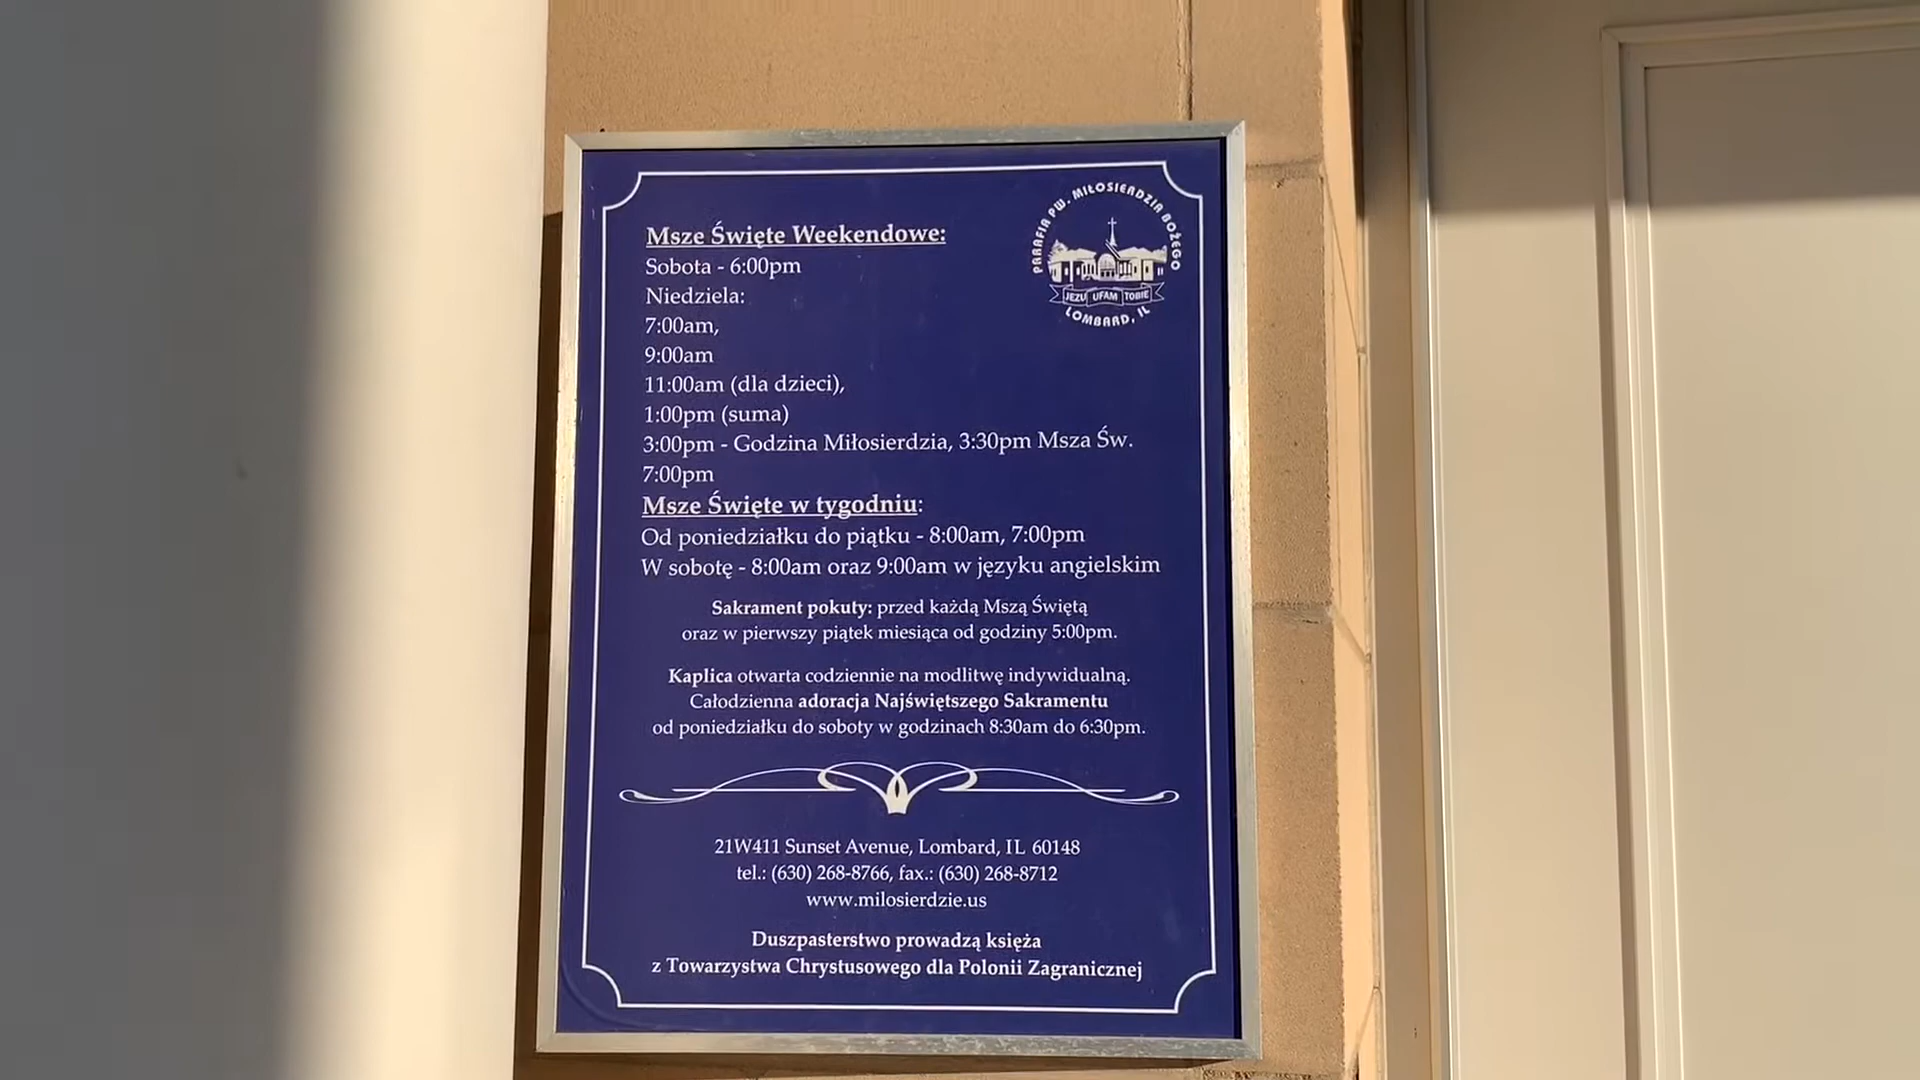 PARAFIA PW. MIŁOSIERDZIA BOŻEGO
JEZU UFAM TOBIE
LOMBARD, IL
Msze Święte Weekendowe:
Sobota - 6:00pm
Niedziela:
7:00am,
9:00am
11:00am (dla dzieci),
1:00pm (suma)
3:00pm - Godzina Miłosierdzia, 3:30pm Msza Św.
7:00pm
Msze Święte w tygodniu:
Od poniedziałku do piątku - 8:00am, 7:00pm
W sobotę - 8:00am oraz 9:00am w języku angielskim
Sakrament pokuty: przed każdą Mszą Świętą
oraz w pierwszy piątek miesiąca od godziny 5:00pm.
Kaplica otwarta codziennie na modlitwę indywidualną.
Całodzienna adoracja Najświętszego Sakramentu
od poniedziałku do soboty w godzinach 8:30am do 6:30pm.
21W411 Sunset Avenue, Lombard, IL 60148
tel.: (630) 268-8766, fax.: (630) 268-8712
www.milosierdzie.us
Duszpasterstwo prowadzą księża
z Towarzystwa Chrystusowego dla Polonii Zagranicznej